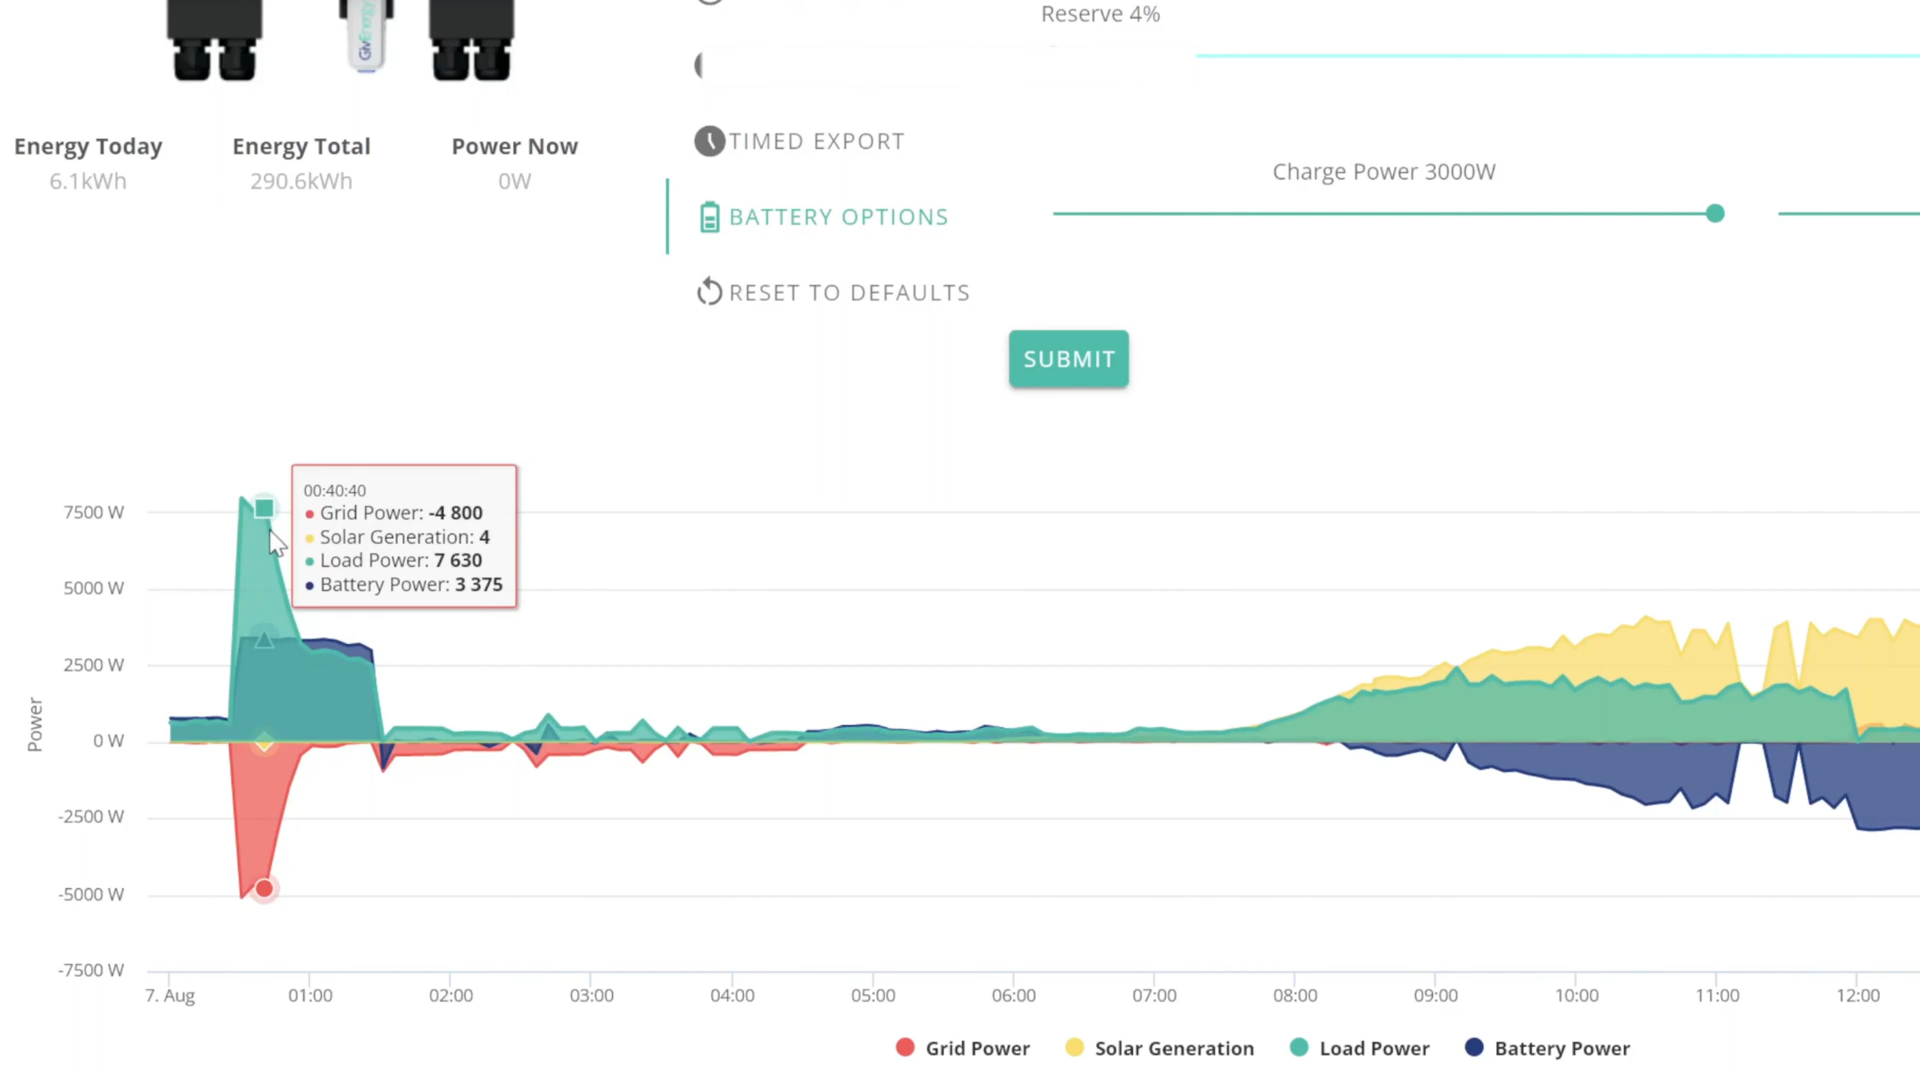 GivEnergy
Reserve 4%
Energy Today
Energy Total
Power Now
6.1kWh
290.6kWh
0W
TIMED EXPORT
BATTERY OPTIONS
RESET TO DEFAULTS
Charge Power 3000W
SUBMIT
00:40:40
Grid Power: -4 800
Solar Generation: 4
Load Power: 7 630
Battery Power: 3 375
Power
7500 W
5000 W
2500 W
0 W
-2500 W
-5000 W
-7500 W
7. Aug
01:00
02:00
03:00
04:00
05:00
06:00
07:00
08:00
09:00
10:00
11:00
12:00
Grid Power
Solar Generation
Load Power
Battery Power